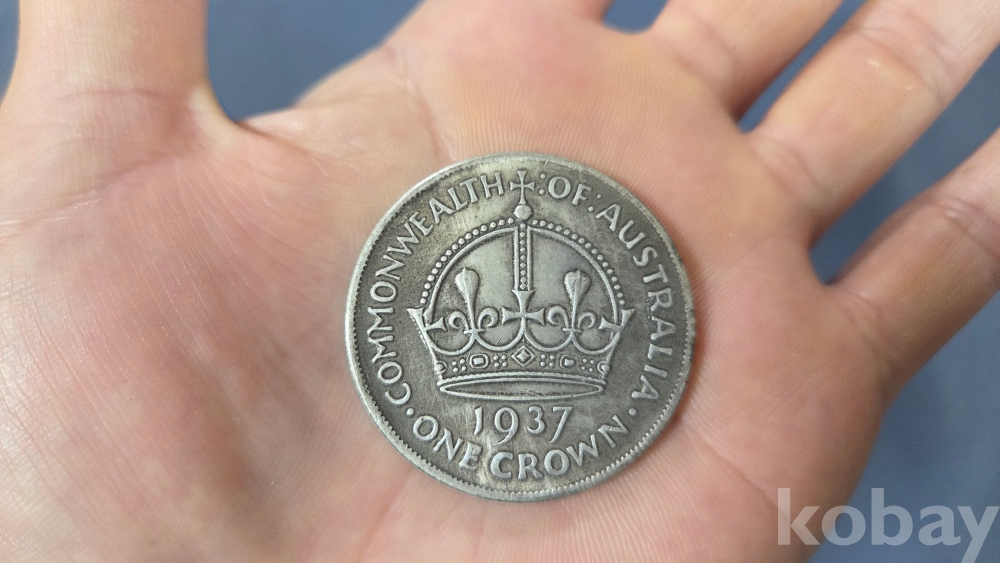 COMMONWEALTH OF AUSTRALIA
1937
ONE CROWN
kobay